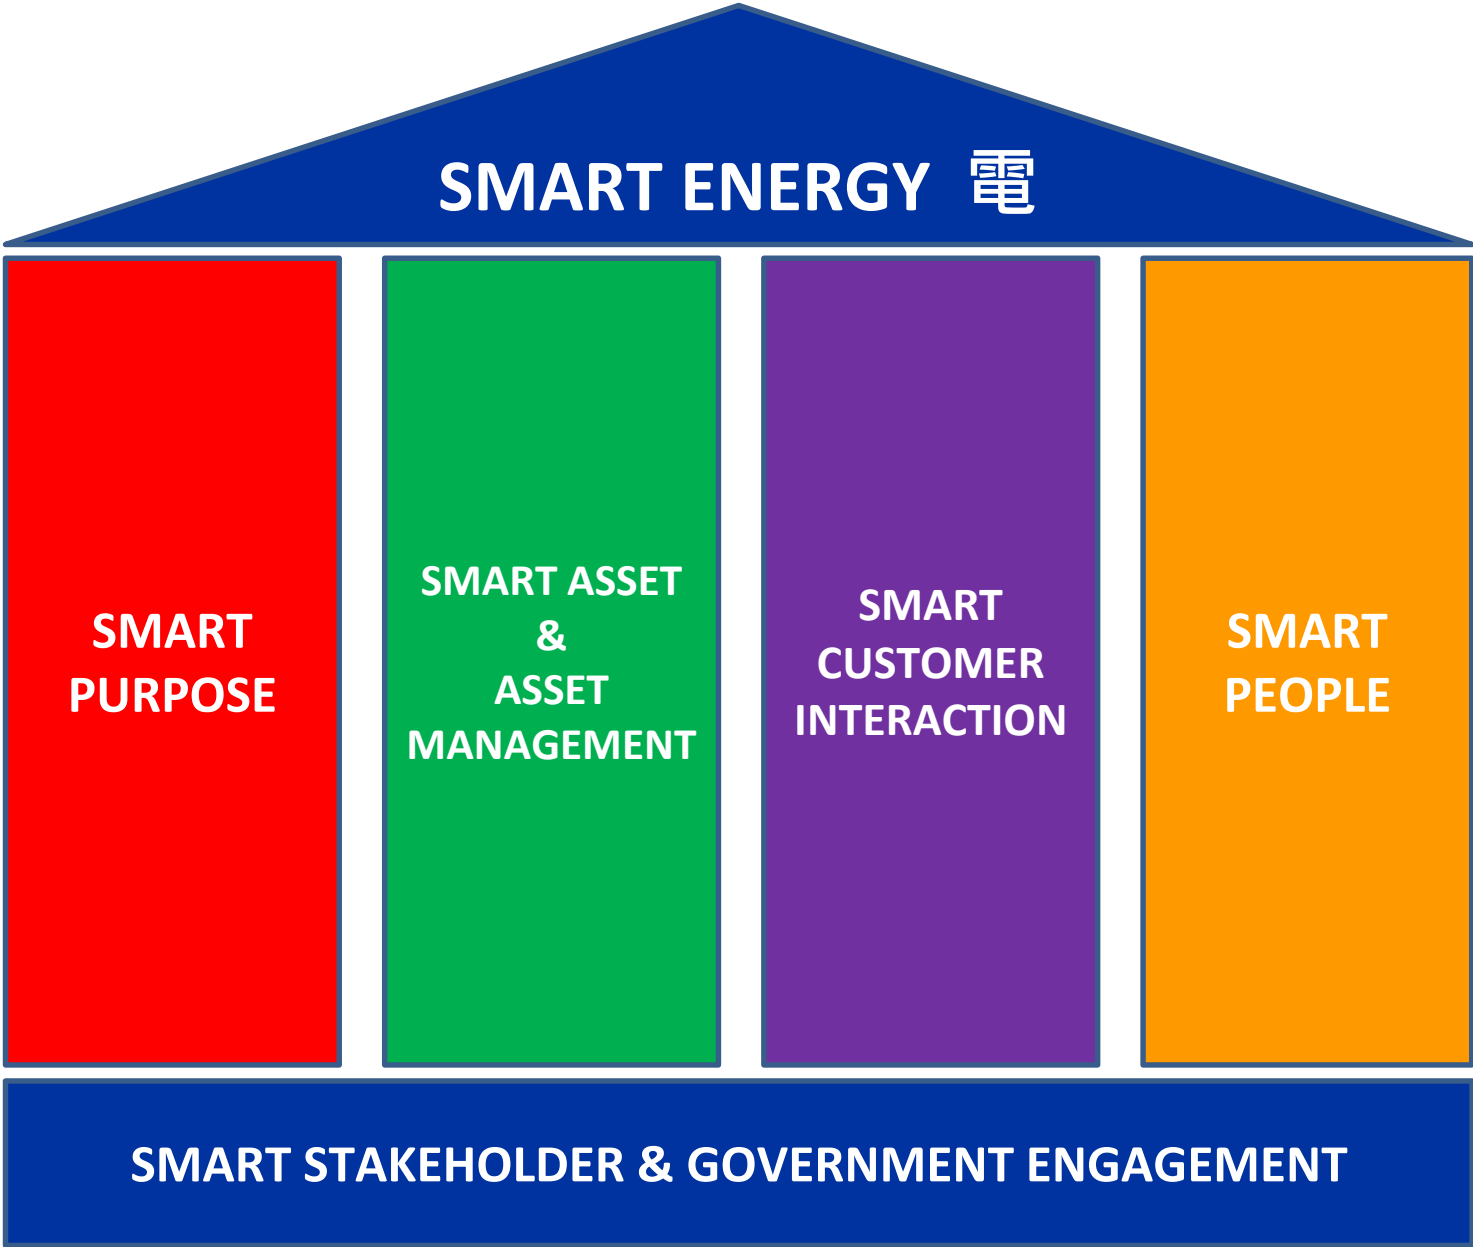 SMART ENERGY 電
SMART
PURPOSE
SMART ASSET
&
ASSET
MANAGEMENT
SMART
CUSTOMER
INTERACTION
SMART
PEOPLE
SMART STAKEHOLDER & GOVERNMENT ENGAGEMENT